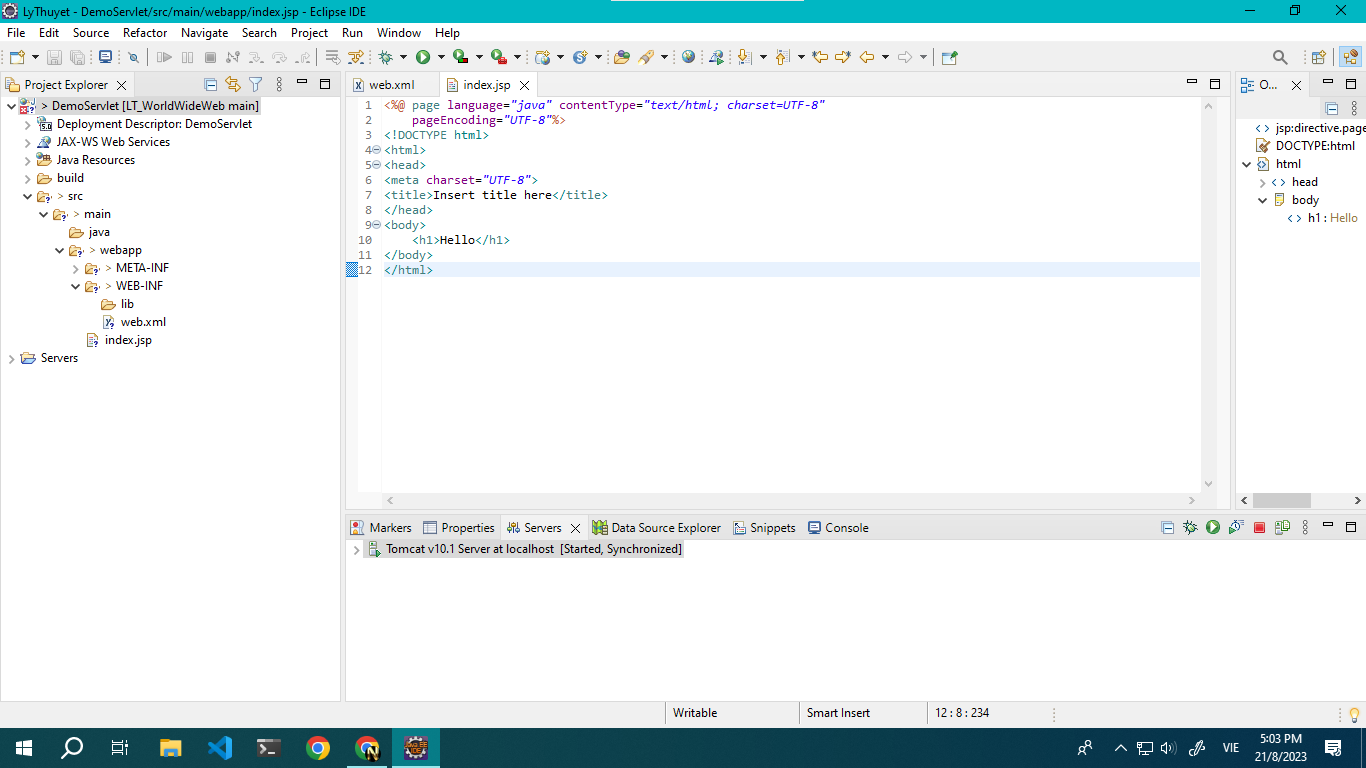 LyThuyet - DemoServlet/src/main/webapp/index.jsp - Eclipse IDE
File Edit Source Refactor Navigate Search Project Run Window Help
Project Explorer
> DemoServlet [LT_WorldWideWeb main]
Deployment Descriptor: DemoServlet
JAX-WS Web Services
Java Resources
build
> src
> main
java
> webapp
> META-INF
> WEB-INF
lib
web.xml
index.jsp
Servers
web.xml index.jsp
1 <%@ page language="java" contentType="text/html; charset=UTF-8"
2 pageEncoding="UTF-8"%>
3 <!DOCTYPE html>
4 <html>
5 <head>
6 <meta charset="UTF-8">
7 <title>Insert title here</title>
8 </head>
9 <body>
10 <h1>Hello</h1>
11 </body>
12 </html>
O...
jsp:directive.page
DOCTYPE:html
html
head
body
h1 : Hello
Markers Properties Servers Data Source Explorer Snippets Console
Tomcat v10.1 Server at localhost [Started, Synchronized]
Writable Smart Insert 12 : 8 : 234
VIE
5:03 PM
21/8/2023